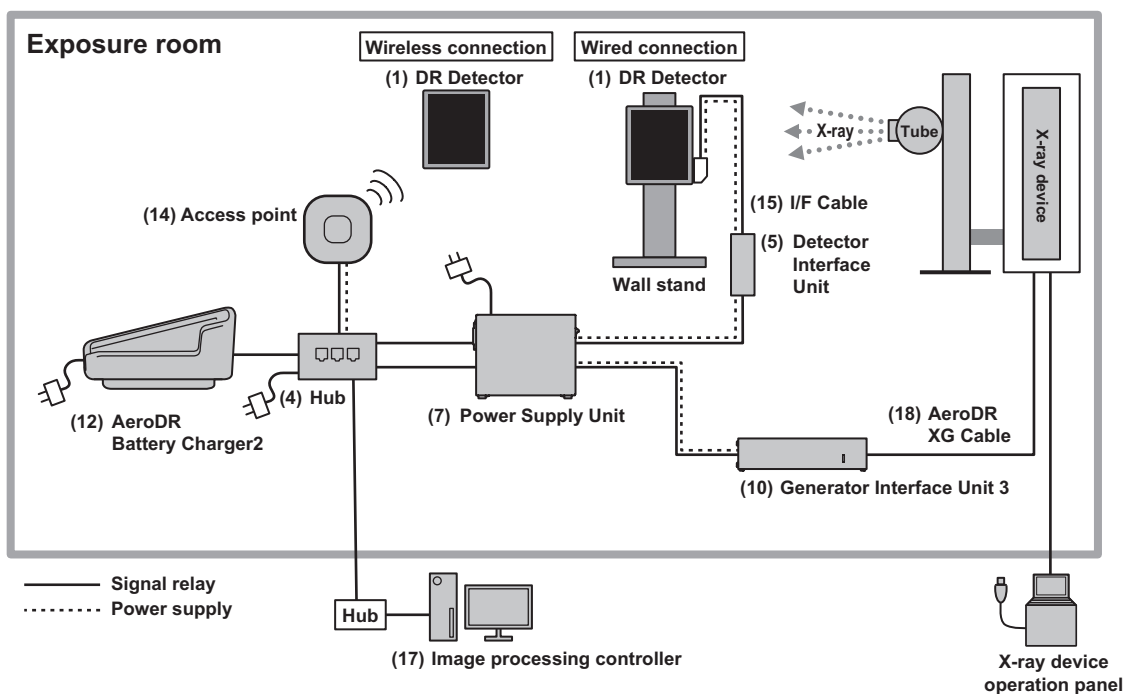 Exposure room
Wireless connection
(1) DR Detector
Wired connection
(1) DR Detector
X-ray
Tube
X-ray device
(14) Access point
(15) I/F Cable
(5) Detector
Interface
Unit
Wall stand
(4) Hub
(12) AeroDR
Battery Charger2
(7) Power Supply Unit
(18) AeroDR
XG Cable
(10) Generator Interface Unit 3
Signal relay
Power supply
Hub
(17) Image processing controller
X-ray device
operation panel